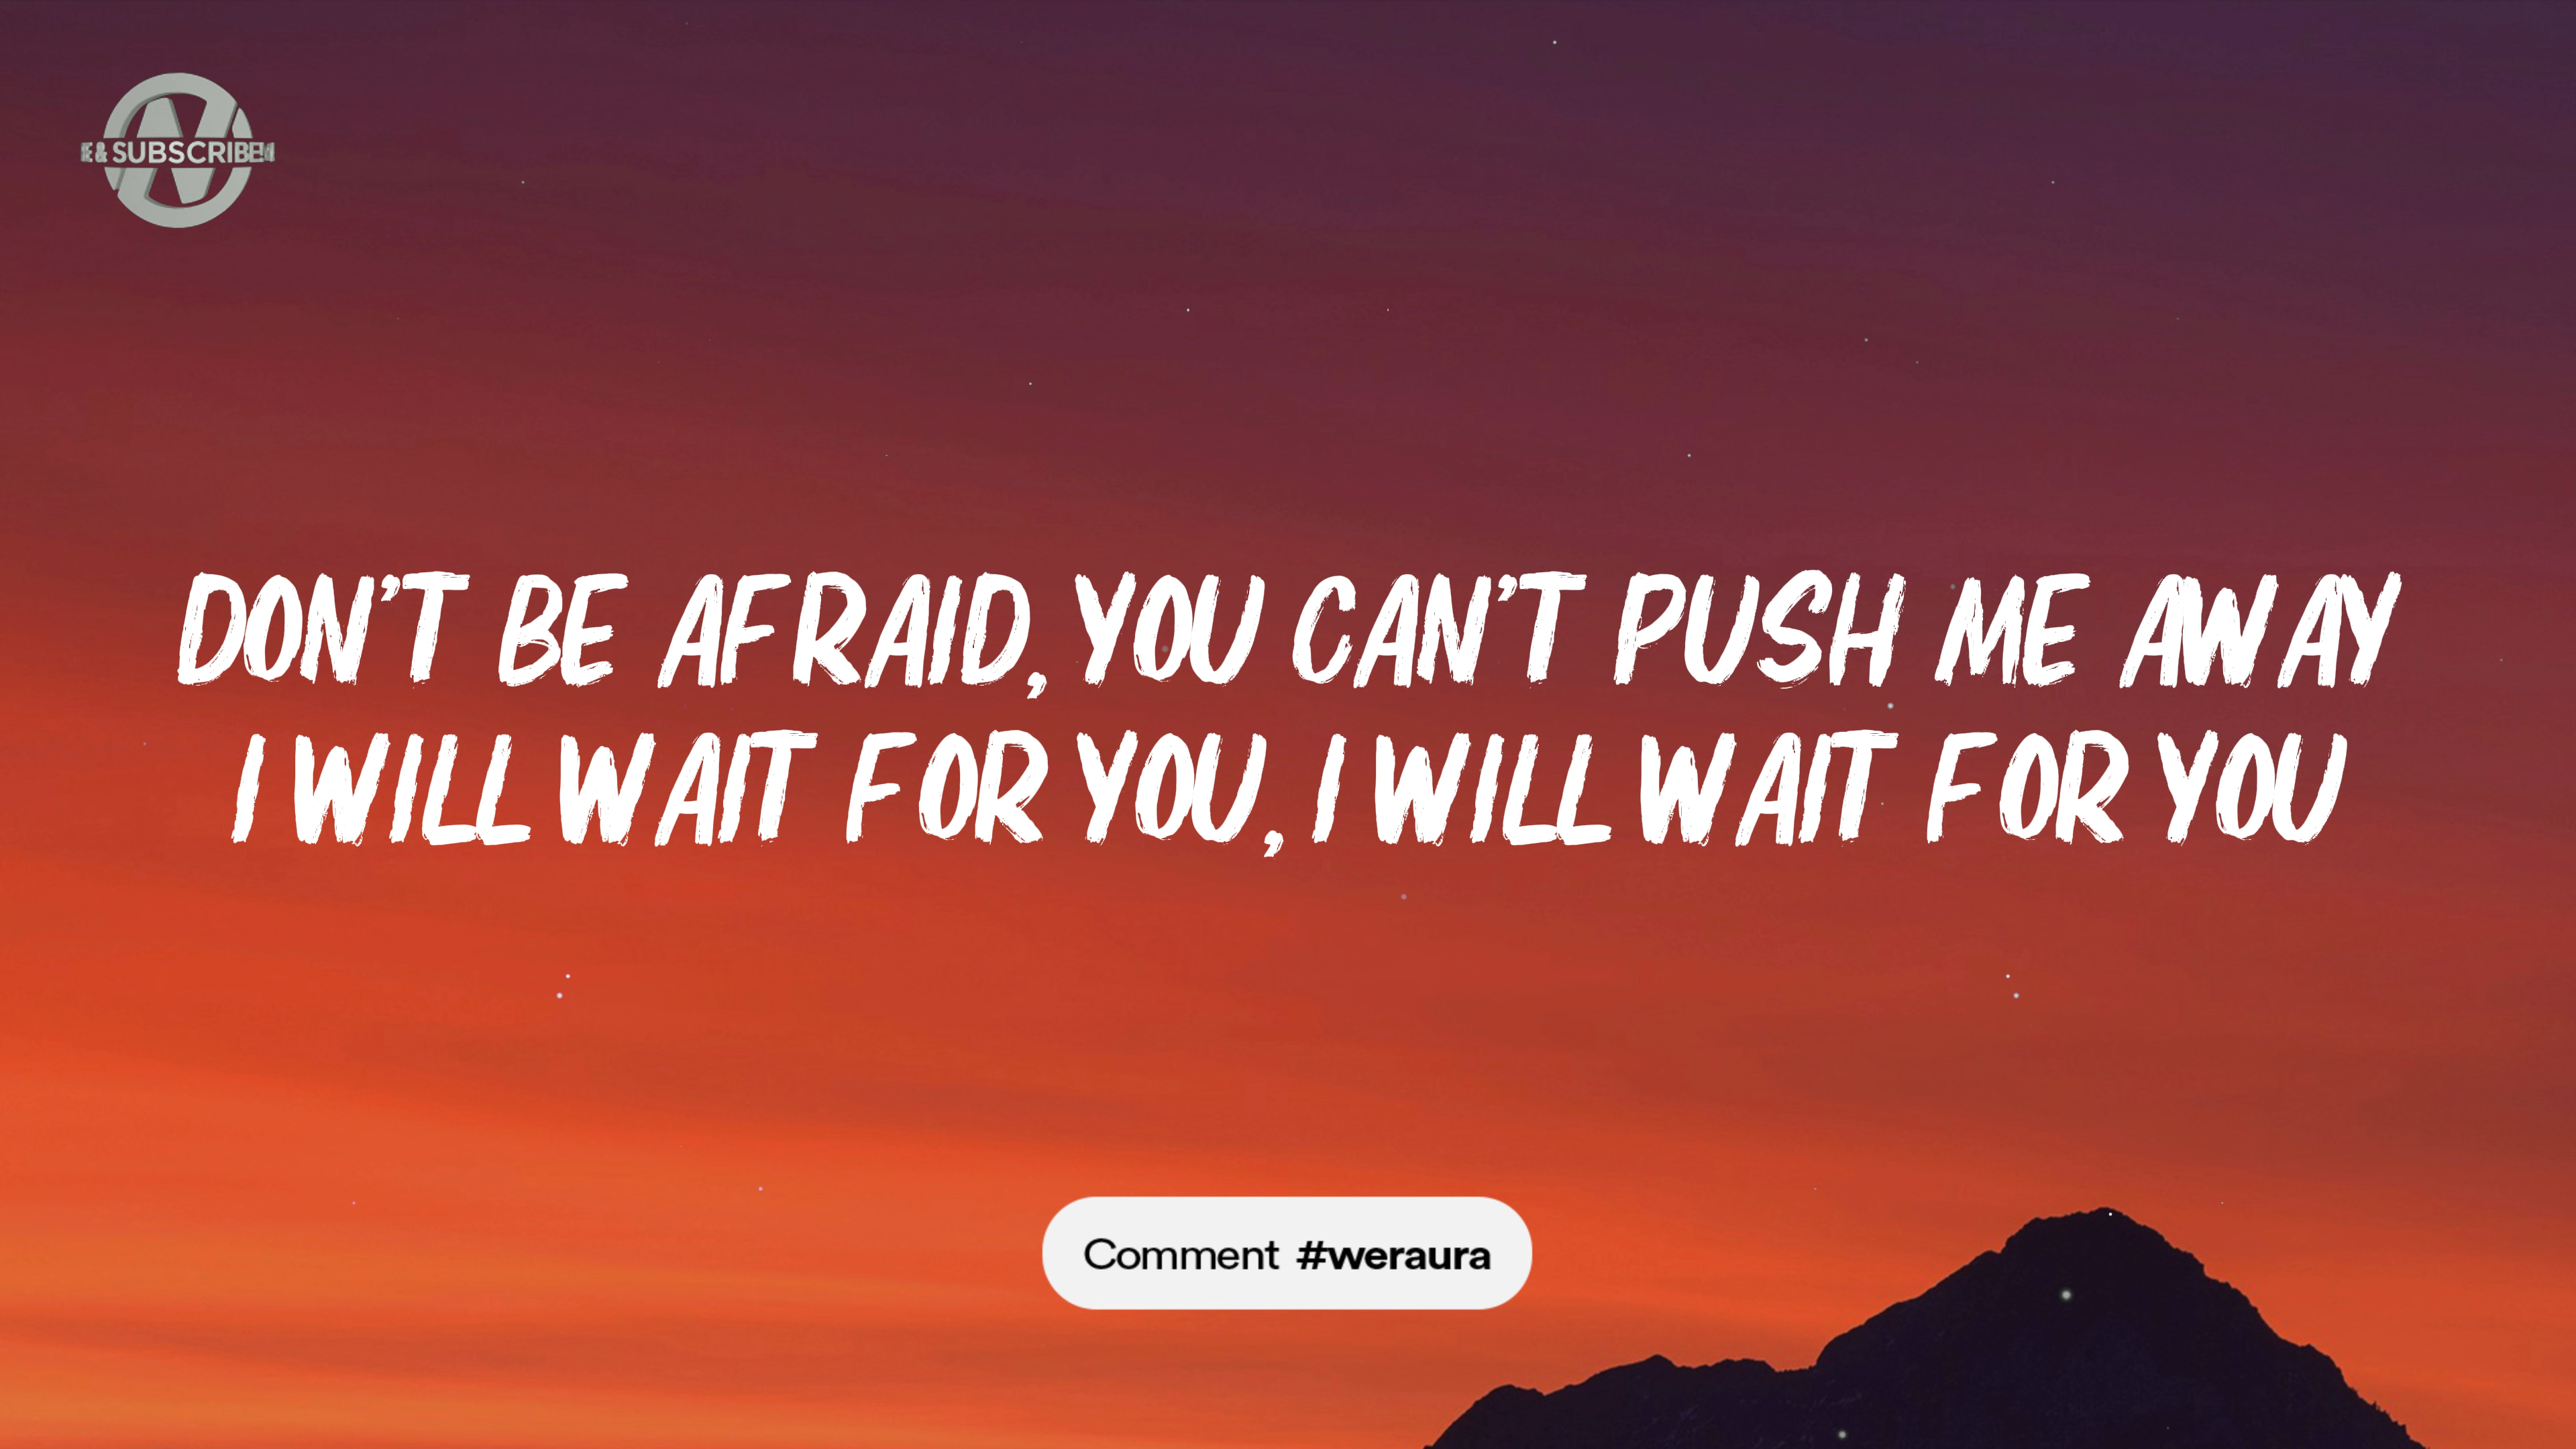 & SUBSCRIBE
DON'T BE AFRAID, YOU CAN'T PUSH ME AWAY
I WILL WAIT FOR YOU, I WILL WAIT FOR YOU
Comment #weraura